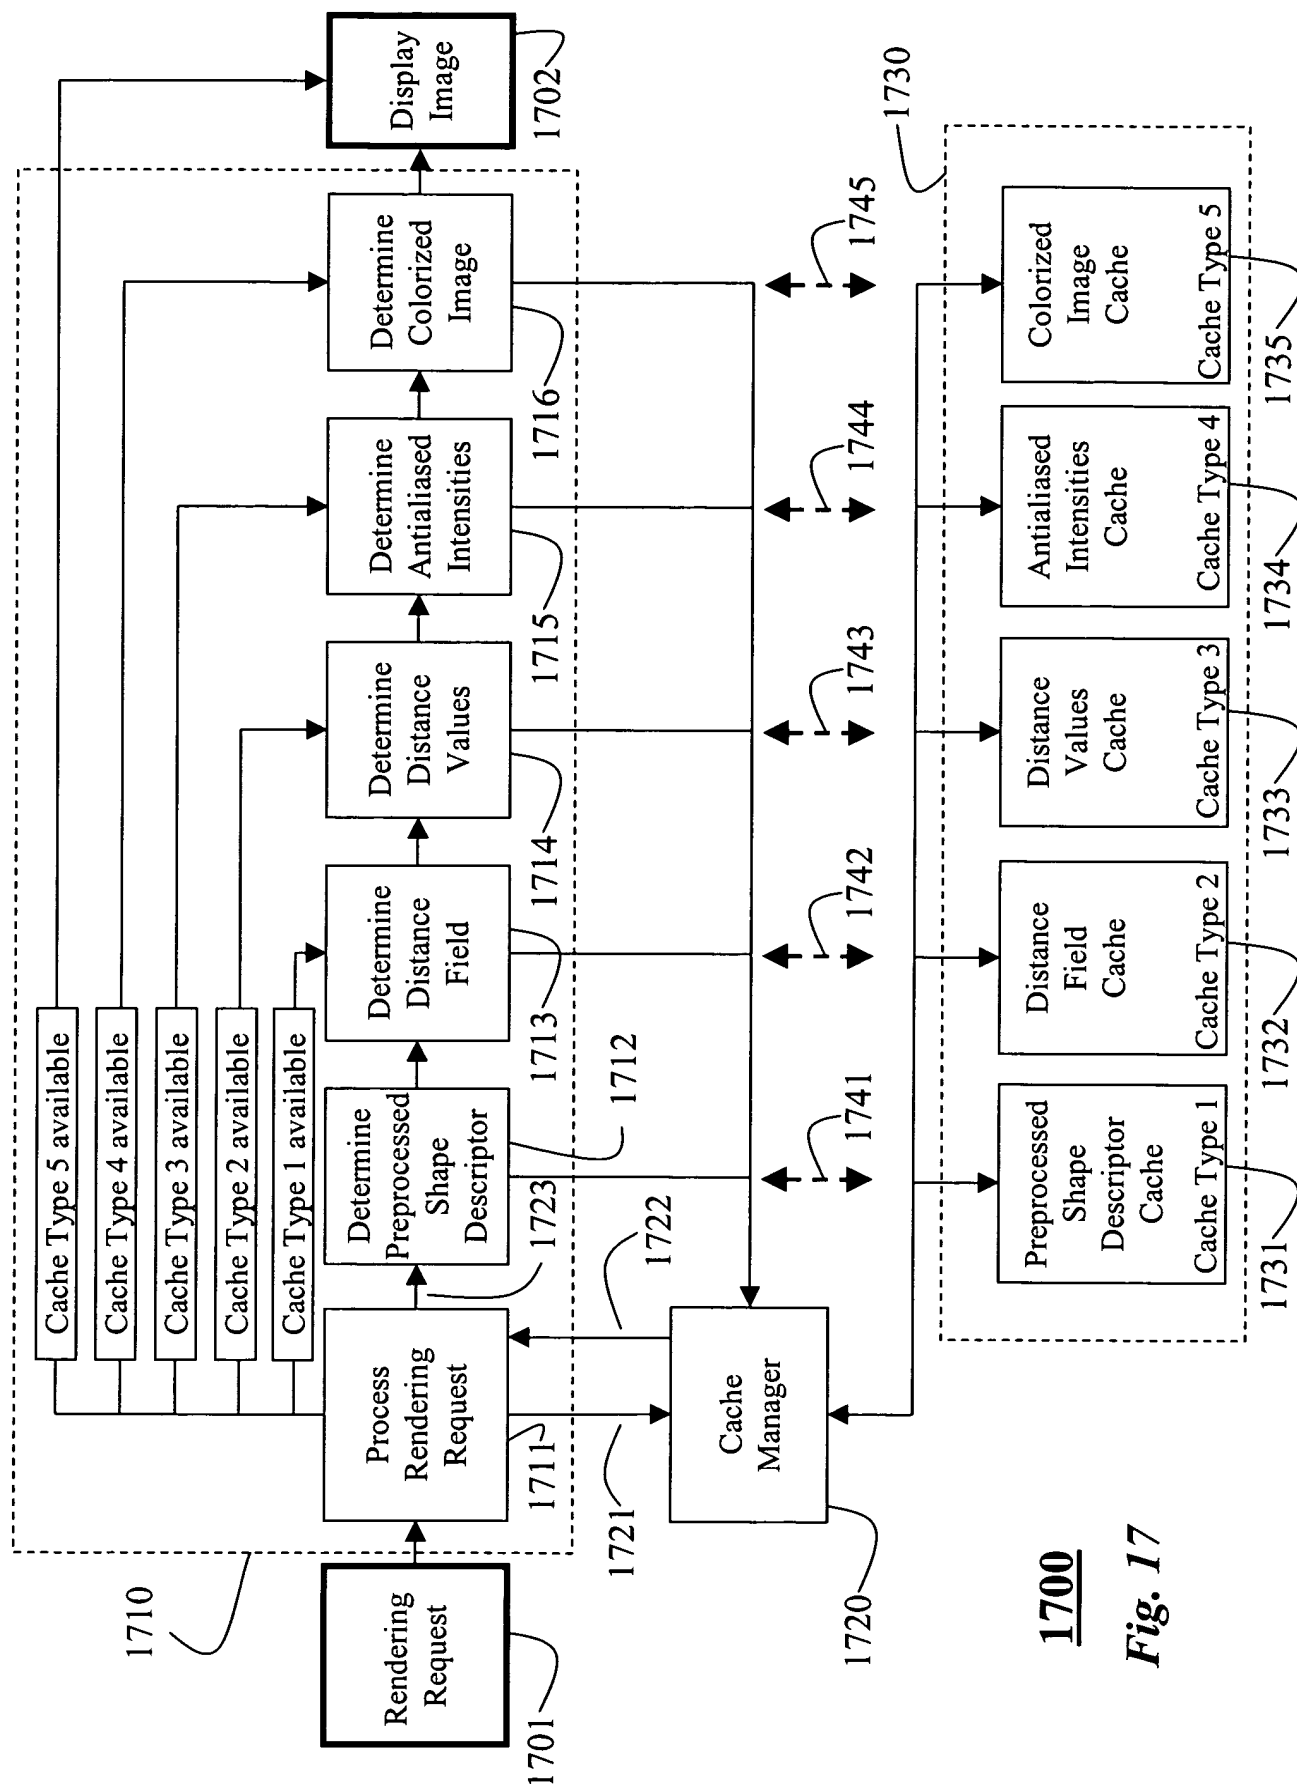 Cache Type 5 available
Cache Type 4 available
Cache Type 3 available
Cache Type 2 available
Cache Type 1 available
1710
Rendering
Request
1701
Process
Rendering
Request
1711
1723
Determine
Preprocessed
Shape
Descriptor
1712
Determine
Distance
Field
1713
Determine
Distance
Values
1714
Determine
Antialiased
Intensities
1715
Determine
Colorized
Image
1716
Display
Image
1702
1721
1722
Cache
Manager
1720
1741
1742
1743
1744
1745
1730
Preprocessed
Shape
Descriptor
Cache
Cache Type 1
1731
Distance
Field
Cache
Cache Type 2
1732
Distance
Values
Cache
Cache Type 3
1733
Antialiased
Intensities
Cache
Cache Type 4
1734
Colorized
Image
Cache
Cache Type 5
1735
1700
Fig. 17